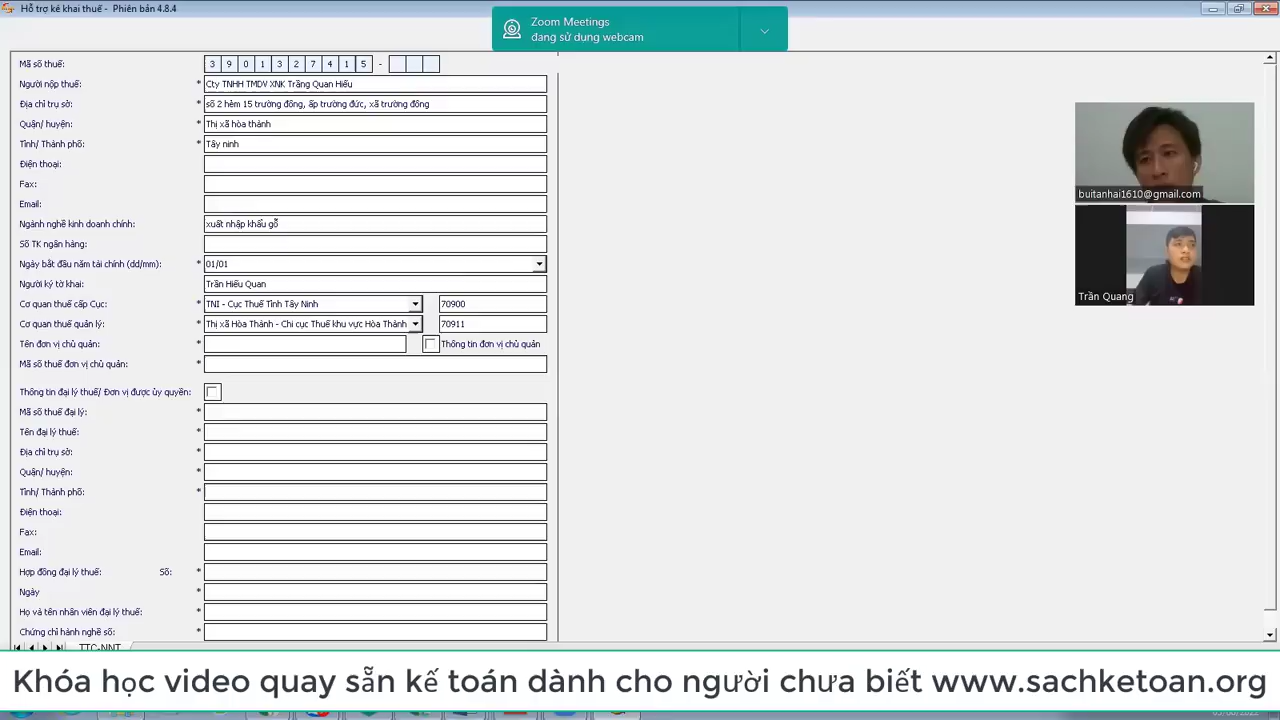 Hỗ trợ kê khai thuế - Phiên bản 4.8.4
Zoom Meetings
đang sử dụng webcam
Mã số thuế: 3 9 0 1 3 2 7 4 1 5 -
Người nộp thuế: * Cty TNHH TMDV XNK Trăng Quan Hiếu
Địa chỉ trụ sở: * số 2 hẻm 15 trường đông, ấp trường đức, xã trường đông
Quận/ huyện: * Thị xã hòa thành
Tỉnh/ Thành phố: * Tây ninh
Điện thoại:
Fax:
Email:
Ngành nghề kinh doanh chính: xuất nhập khẩu gỗ
Số TK ngân hàng:
Ngày bắt đầu năm tài chính (dd/mm): * 01/01
Người ký tờ khai: Trần Hiếu Quan
Cơ quan thuế cấp Cục: * TNI - Cục Thuế Tỉnh Tây Ninh 70900
Cơ quan thuế quản lý: * Thị xã Hòa Thành - Chi cục Thuế khu vực Hòa Thành 70911
Tên đơn vị chủ quản: * Thông tin đơn vị chủ quản
Mã số thuế đơn vị chủ quản: *
Thông tin đại lý thuế/ Đơn vị được ủy quyền:
Mã số thuế đại lý: *
Tên đại lý thuế: *
Địa chỉ trụ sở: *
Quận/ huyện: *
Tỉnh/ Thành phố: *
Điện thoại: *
Fax: *
Email: *
Hợp đồng đại lý thuế: Số: *
Ngày *
Họ và tên nhân viên đại lý thuế: *
Chứng chỉ hành nghề số: *
TTC-NNT
buitanhai1610@gmail.com
Trần Quang
Khóa học video quay sẵn kế toán dành cho người chưa biết www.sachketoan.org